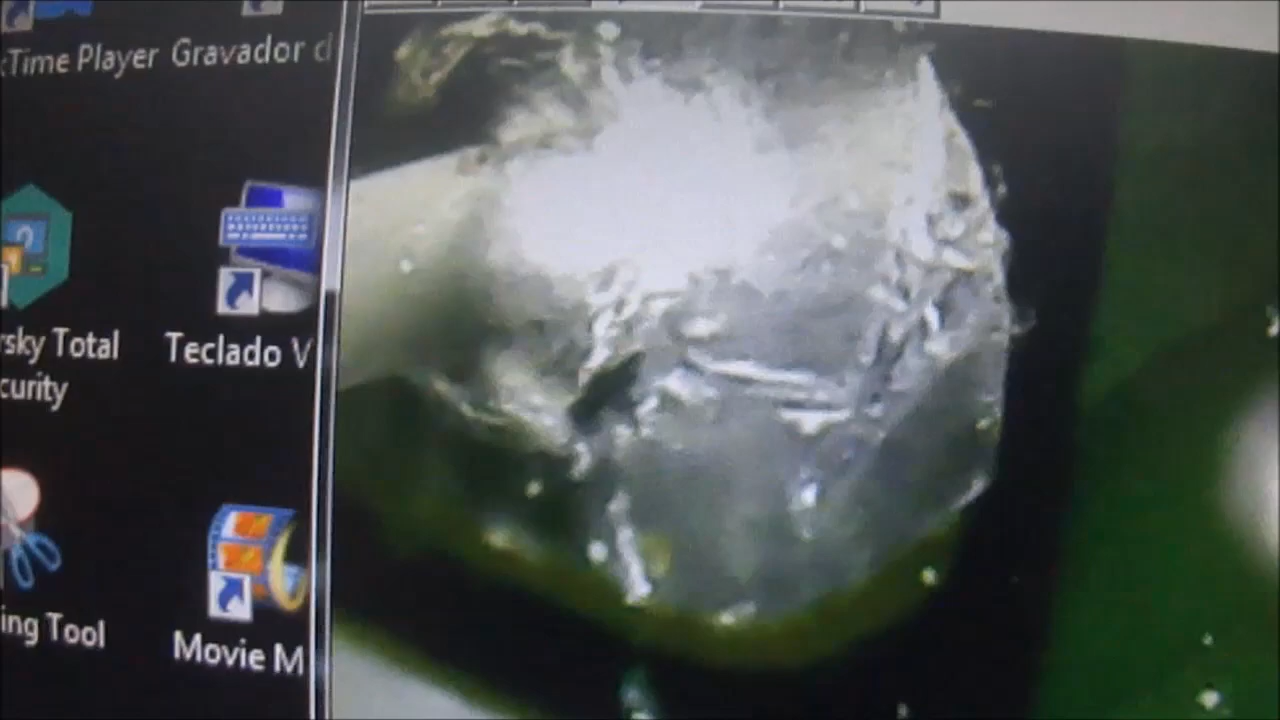 Time Player
Gravador d
rsky Total
curity
Teclado V
ing Tool
Movie M